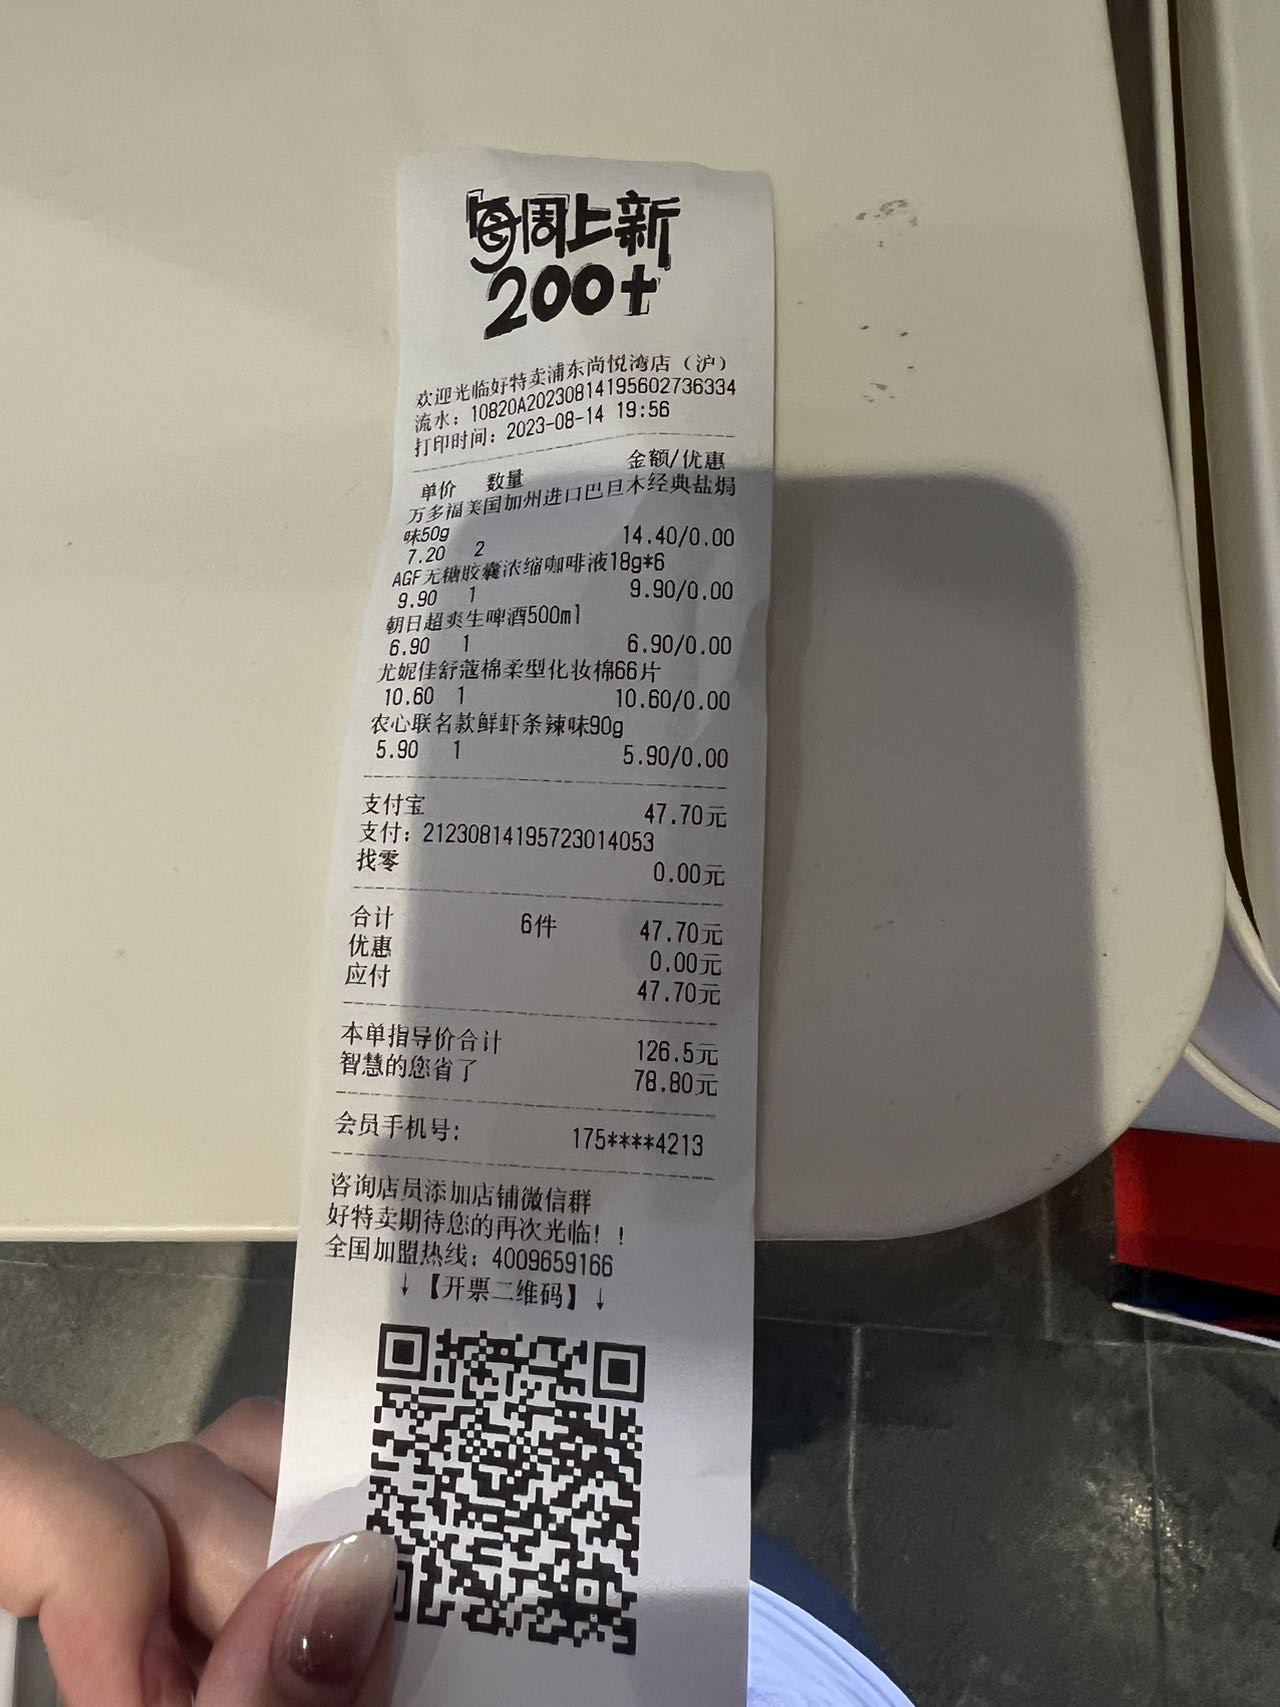 每周上新
200+
欢迎光临好特卖浦东尚悦湾店（沪）
流水：10820A20230814195602736334
打印时间：2023-08-14 19:56
单价 数量 金额/优惠
万多福美国加州进口巴旦木经典盐焗
味50g
7.20 2 14.40/0.00
AGF无糖胶囊浓缩咖啡液18g*6
9.90 1 9.90/0.00
朝日超爽生啤酒500ml
6.90 1 6.90/0.00
尤妮佳舒蔻棉柔型化妆棉66片
10.60 1 10.60/0.00
农心联名款鲜虾条辣味90g
5.90 1 5.90/0.00
支付宝 47.70元
支付：21230814195723014053
找零 0.00元
合计 6件 47.70元
优惠 0.00元
应付 47.70元
本单指导价合计 126.5元
智慧的您省了 78.80元
会员手机号： 175****4213
咨询店员添加店铺微信群
好特卖期待您的再次光临！！
全国加盟热线：4009659166
↓【开票二维码】↓